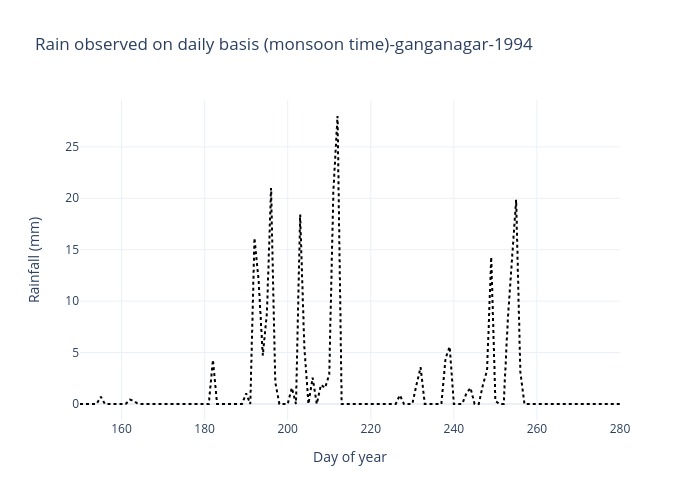 Rain observed on daily basis (monsoon time)-ganganagar-1994
Rainfall (mm)
25
20
15
10
5
0
160 180 200 220 240 260 280
Day of year